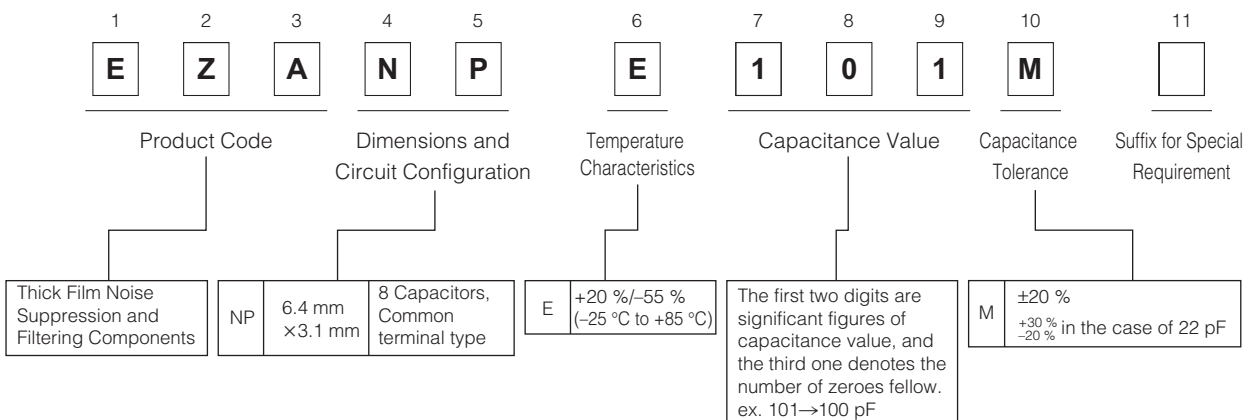 1 2 3 4 5 6 7 8 9 10 11
E Z A N P E 1 0 1 M
Product Code
Dimensions and
Circuit Configuration
Temperature
Characteristics
Capacitance Value
Capacitance
Tolerance
Suffix for Special
Requirement
Thick Film Noise
Suppression and
Filtering Components
NP
6.4 mm
×3.1 mm
8 Capacitors,
Common
terminal type
E
+20 %/–55 %
(–25 °C to +85 °C)
The first two digits are
significant figures of
capacitance value, and
the third one denotes the
number of zeroes fellow.
ex. 101→100 pF
M
±20 %
+30 %
–20 % in the case of 22 pF